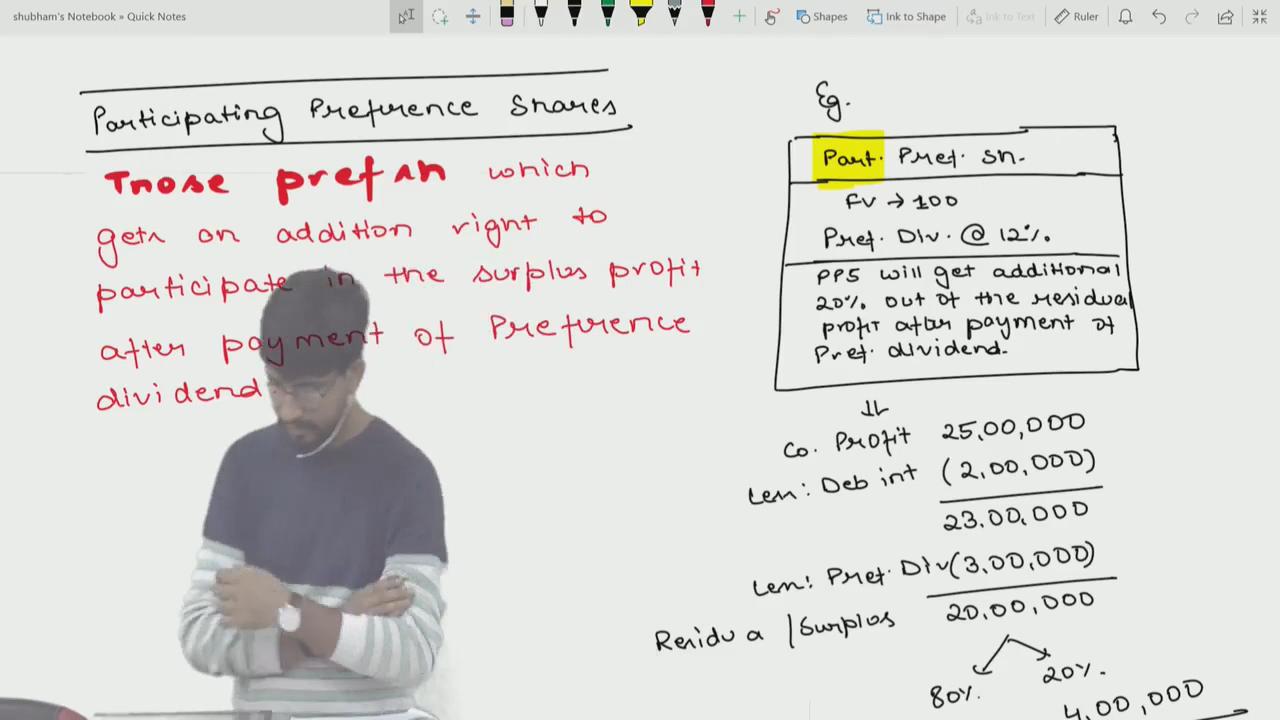 shubham's Notebook » Quick Notes
Shapes
Ink to Shape
Ink to Text
Ruler
Participating Preference Shares
Those pref sh which
gets an addition right to
participate in the surplus profit
after payment of Preference
dividend
Eg.
Part. Pref. sh.
FV → 100
Pref. Div. @ 12%.
PPS will get additional
20% out of the residual
profit after payment of
Pref. dividend.
Co. Profit 25,00,000
Less: Deb int (2,00,000)
23,00,000
Less: Pref. Div (3,00,000)
Residua / Surplus 20,00,000
80%. 20%.
4,00,000